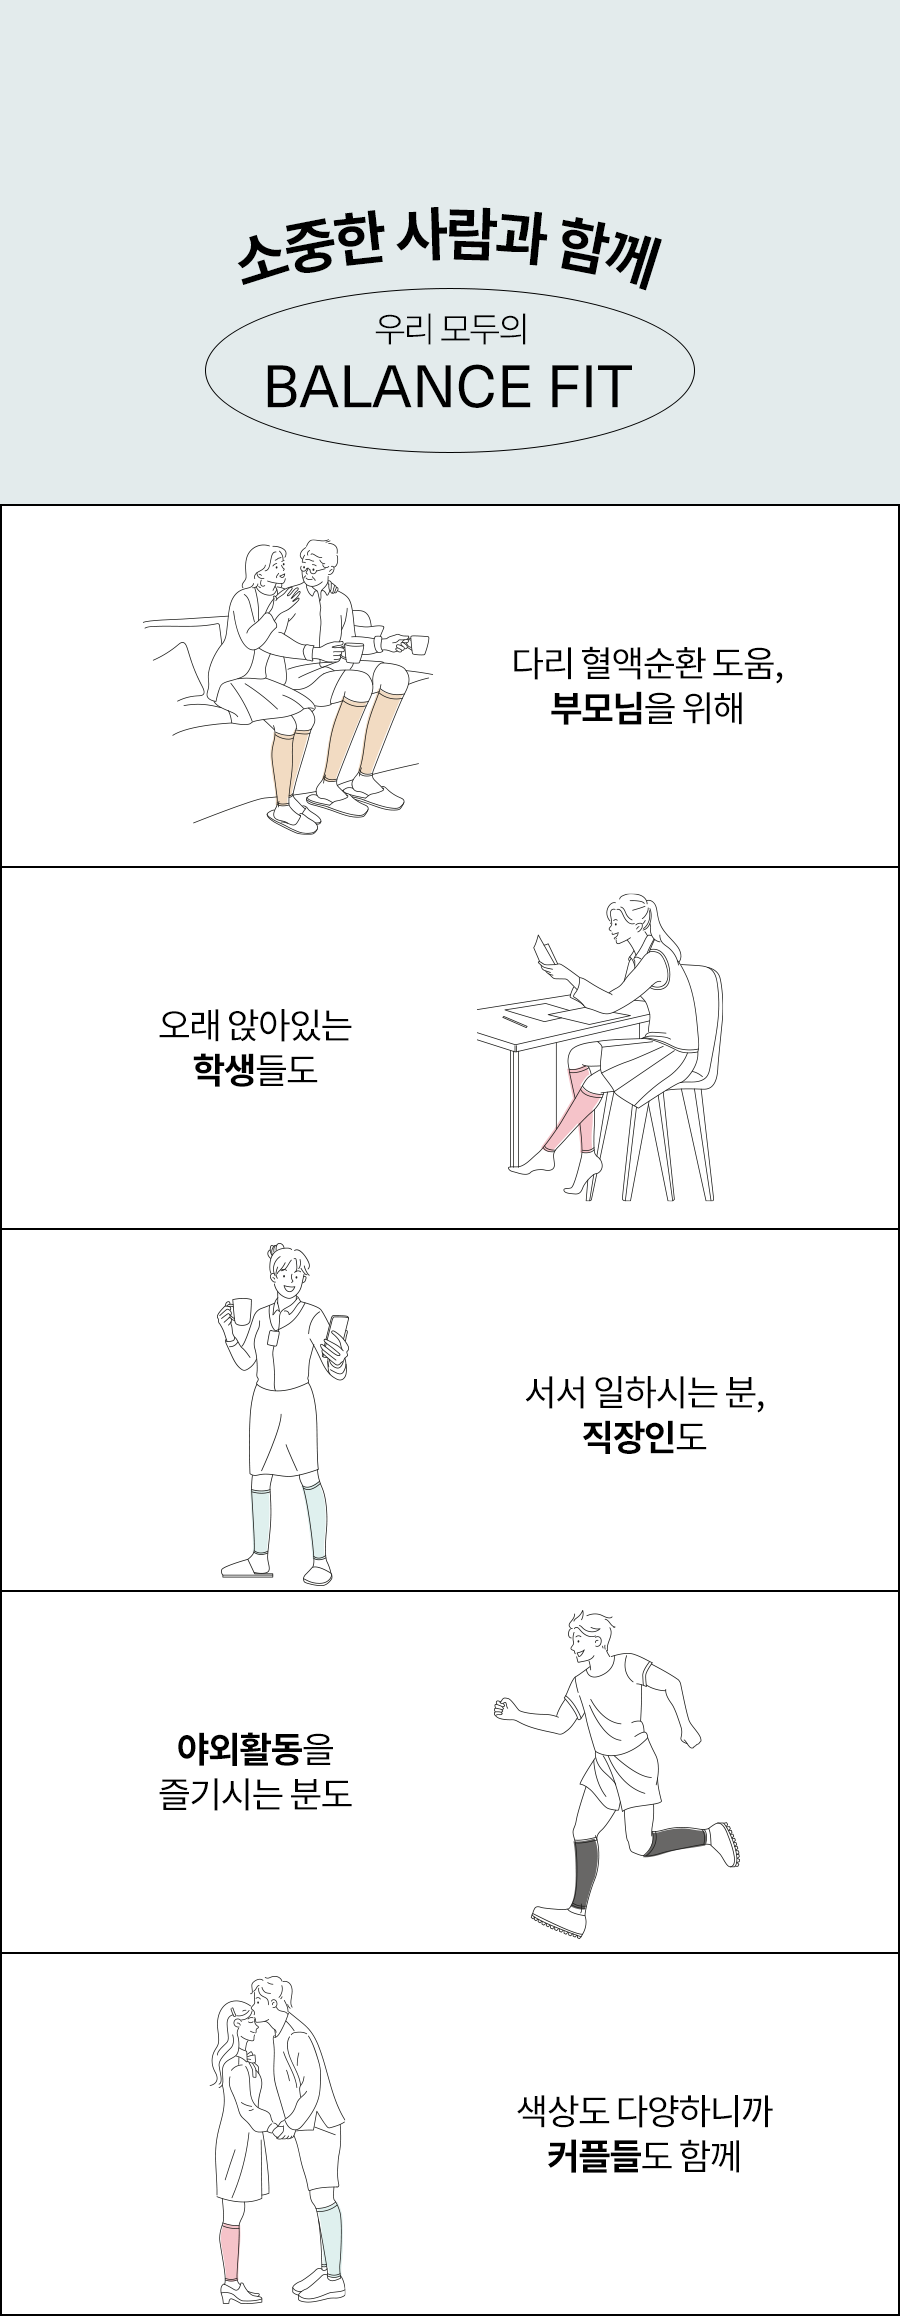 소중한 사람과 함께
우리 모두의
BALANCE FIT
다리 혈액순환 도움,
부모님을 위해
오래 앉아있는
학생들도
서서 일하시는 분,
직장인도
야외활동을
즐기시는 분도
색상도 다양하니까
커플들도 함께